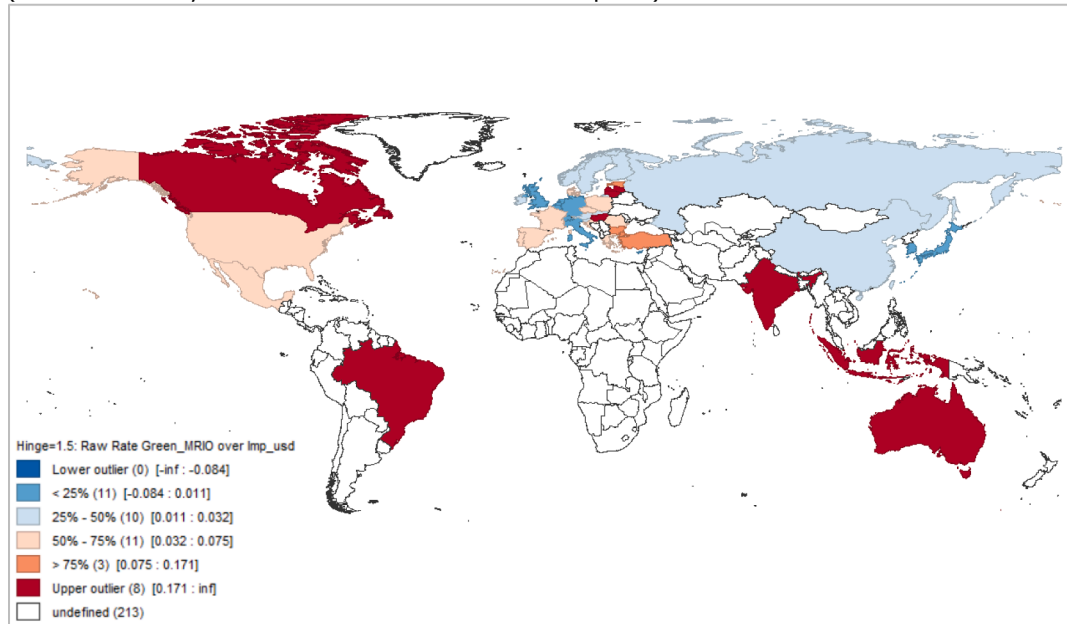 Hinge=1.5: Raw Rate Green_MRIO over Imp_usd
Lower outlier (0) [-inf : -0.084]
< 25% (11) [-0.084 : 0.011]
25% - 50% (10) [0.011 : 0.032]
50% - 75% (11) [0.032 : 0.075]
> 75% (3) [0.075 : 0.171]
Upper outlier (8) [0.171 : inf]
undefined (213)